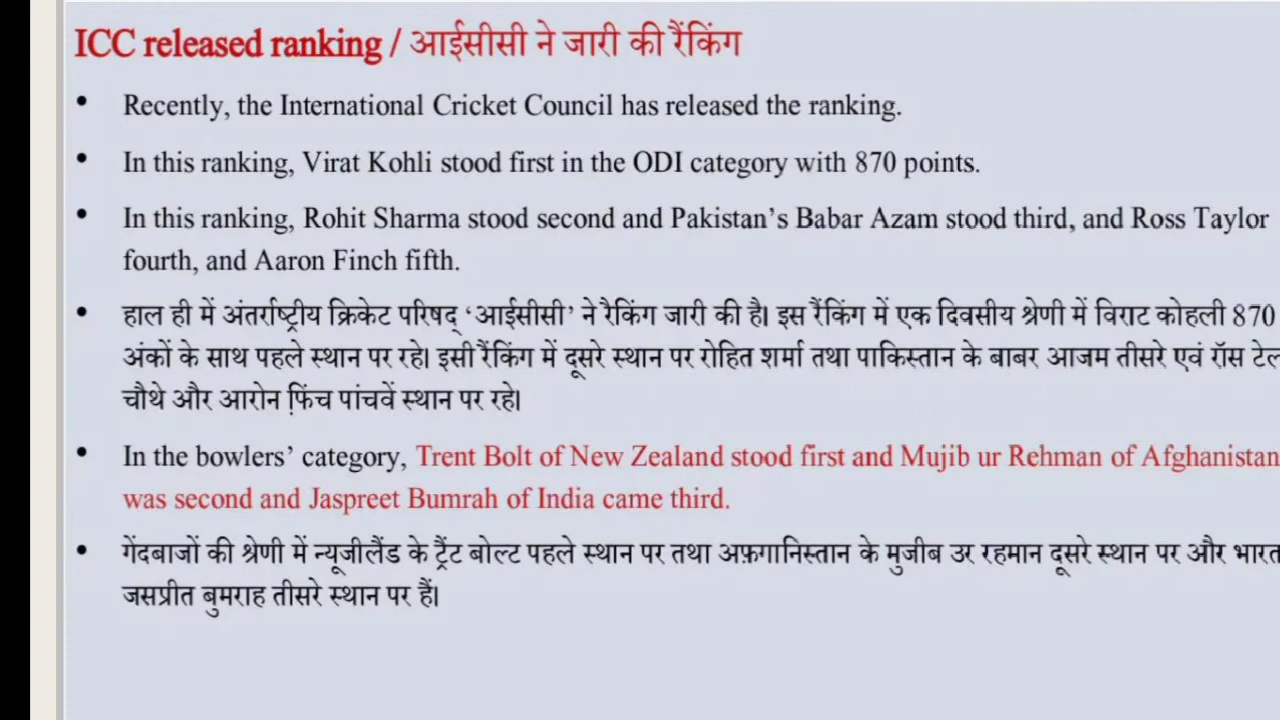 ICC released ranking / आईसीसी ने जारी की रैंकिंग
• Recently, the International Cricket Council has released the ranking.
• In this ranking, Virat Kohli stood first in the ODI category with 870 points.
• In this ranking, Rohit Sharma stood second and Pakistan’s Babar Azam stood third, and Ross Taylor
fourth, and Aaron Finch fifth.
• हाल ही में अंतर्राष्ट्रीय क्रिकेट परिषद् ‘आईसीसी’ ने रैकिंग जारी की है। इस रैंकिंग में एक दिवसीय श्रेणी में विराट कोहली 870
अंकों के साथ पहले स्थान पर रहे। इसी रैंकिंग में दूसरे स्थान पर रोहित शर्मा तथा पाकिस्तान के बाबर आजम तीसरे एवं रॉस
चौथे और आरोन फ़िंच पांचवें स्थान पर रहे।
• In the bowlers’ category, Trent Bolt of New Zealand stood first and Mujib ur Rehman of Afghanistan
was second and Jaspreet Bumrah of India came third.
• गेंदबाजों की श्रेणी में न्यूजीलैंड के ट्रैंट बोल्ट पहले स्थान पर तथा अफ़गानिस्तान के मुजीब उर रहमान दूसरे स्थान पर और भारत
जसप्रीत बुमराह तीसरे स्थान पर हैं।